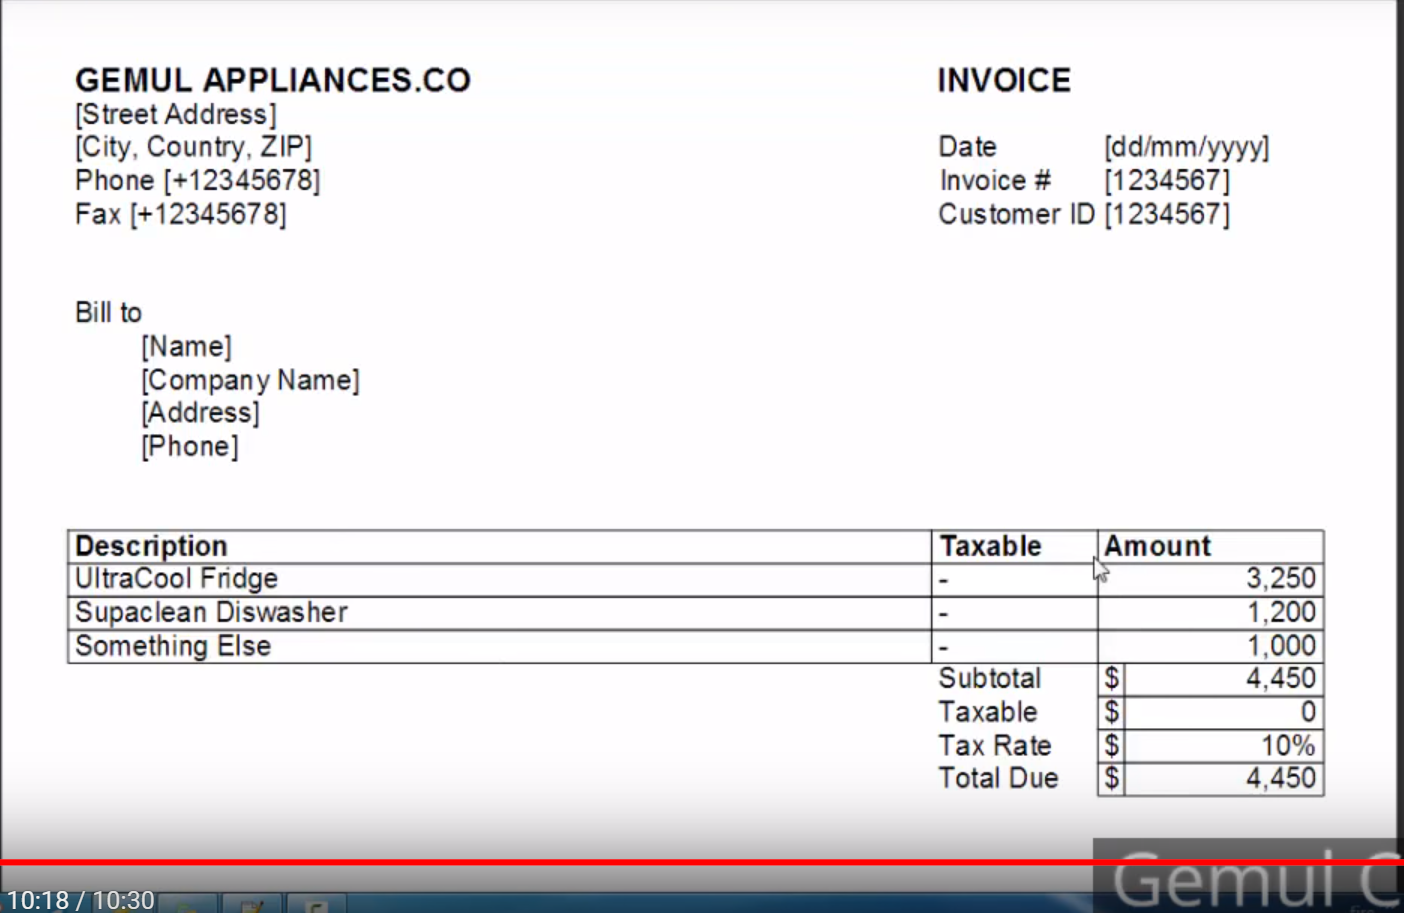 GEMUL APPLIANCES.CO
[Street Address]
[City, Country, ZIP]
Phone [+12345678]
Fax [+12345678]
INVOICE
Date [dd/mm/yyyy]
Invoice # [1234567]
Customer ID [1234567]
Bill to
[Name]
[Company Name]
[Address]
[Phone]
Description Taxable Amount
UltraCool Fridge - 3,250
Supaclean Diswasher - 1,200
Something Else - 1,000
Subtotal $ 4,450
Taxable $ 0
Tax Rate $ 10%
Total Due $ 4,450
Gemul C
10:18 / 10:30